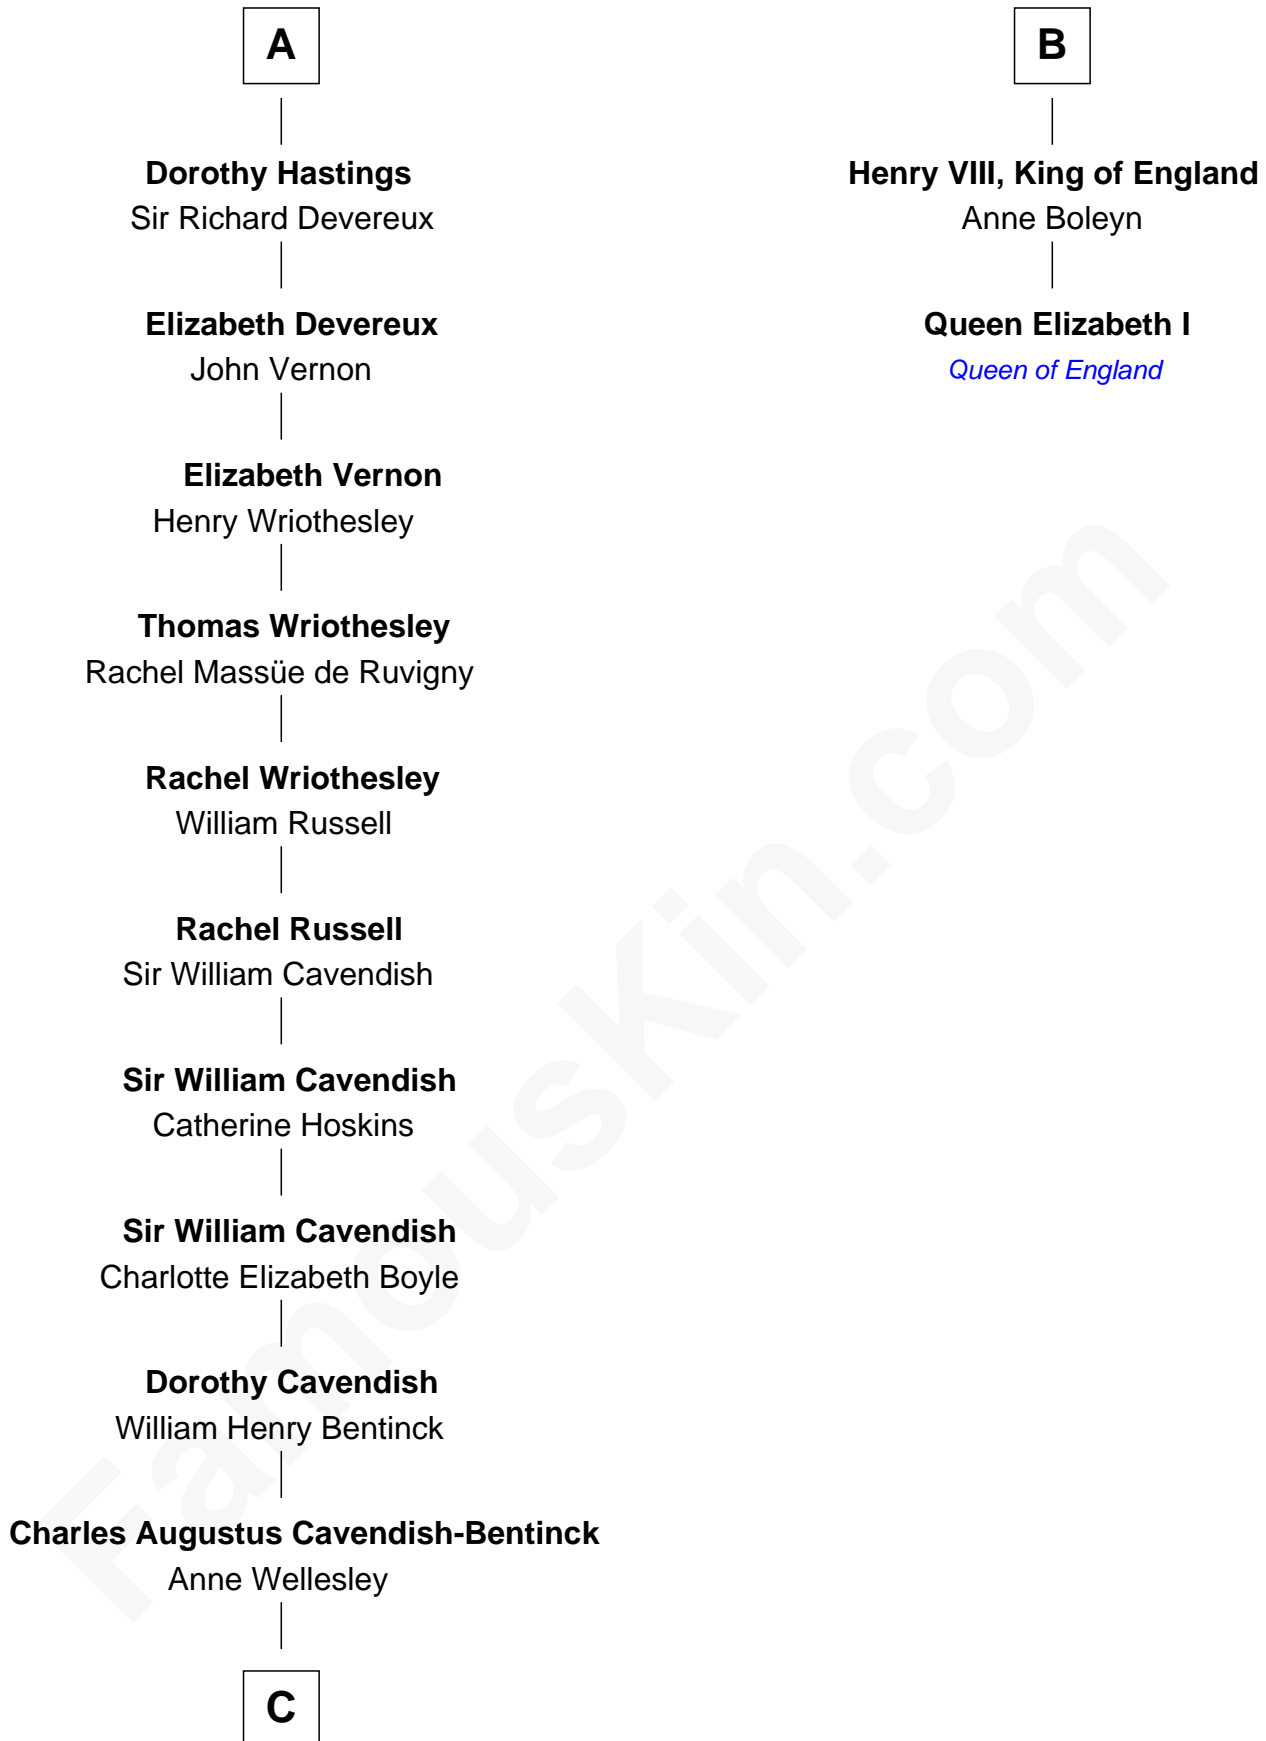 A
Dorothy Hastings
Sir Richard Devereux
Elizabeth Devereux
John Vernon
Elizabeth Vernon
Henry Wriothesley
Thomas Wriothesley
Rachel Massüe de Ruvigny
Rachel Wriothesley
William Russell
Rachel Russell
Sir William Cavendish
Sir William Cavendish
Catherine Hoskins
Sir William Cavendish
Charlotte Elizabeth Boyle
Dorothy Cavendish
William Henry Bentinck
Charles Augustus Cavendish-Bentinck
Anne Wellesley
C
B
Henry VIII, King of England
Anne Boleyn
Queen Elizabeth I
Queen of England
FamousKin.com